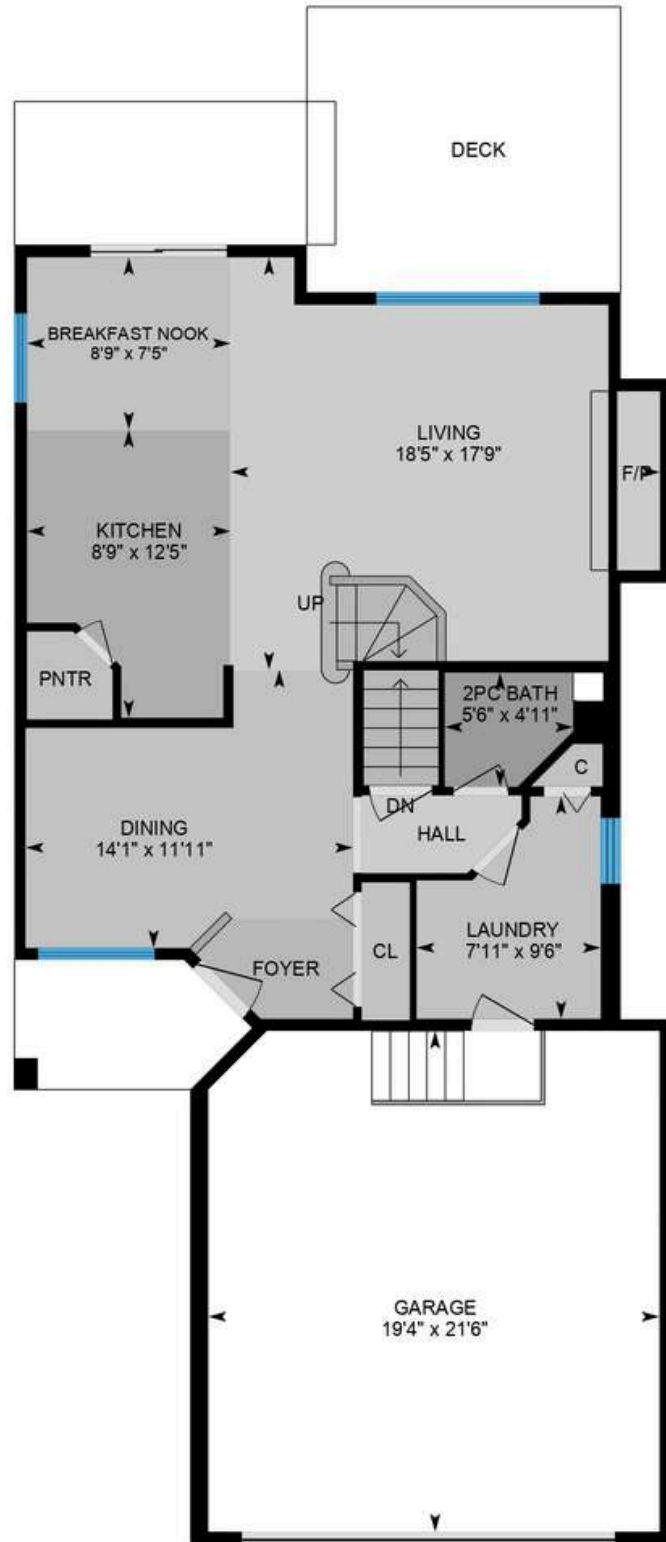 DECK
BREAKFAST NOOK
8'9" x 7'5"
LIVING
18'5" x 17'9"
F/P
KITCHEN
8'9" x 12'5"
UP
PNTR
2PC BATH
5'6" x 4'11"
C
DN
HALL
DINING
14'1" x 11'11"
LAUNDRY
7'11" x 9'6"
CL
FOYER
GARAGE
19'4" x 21'6"